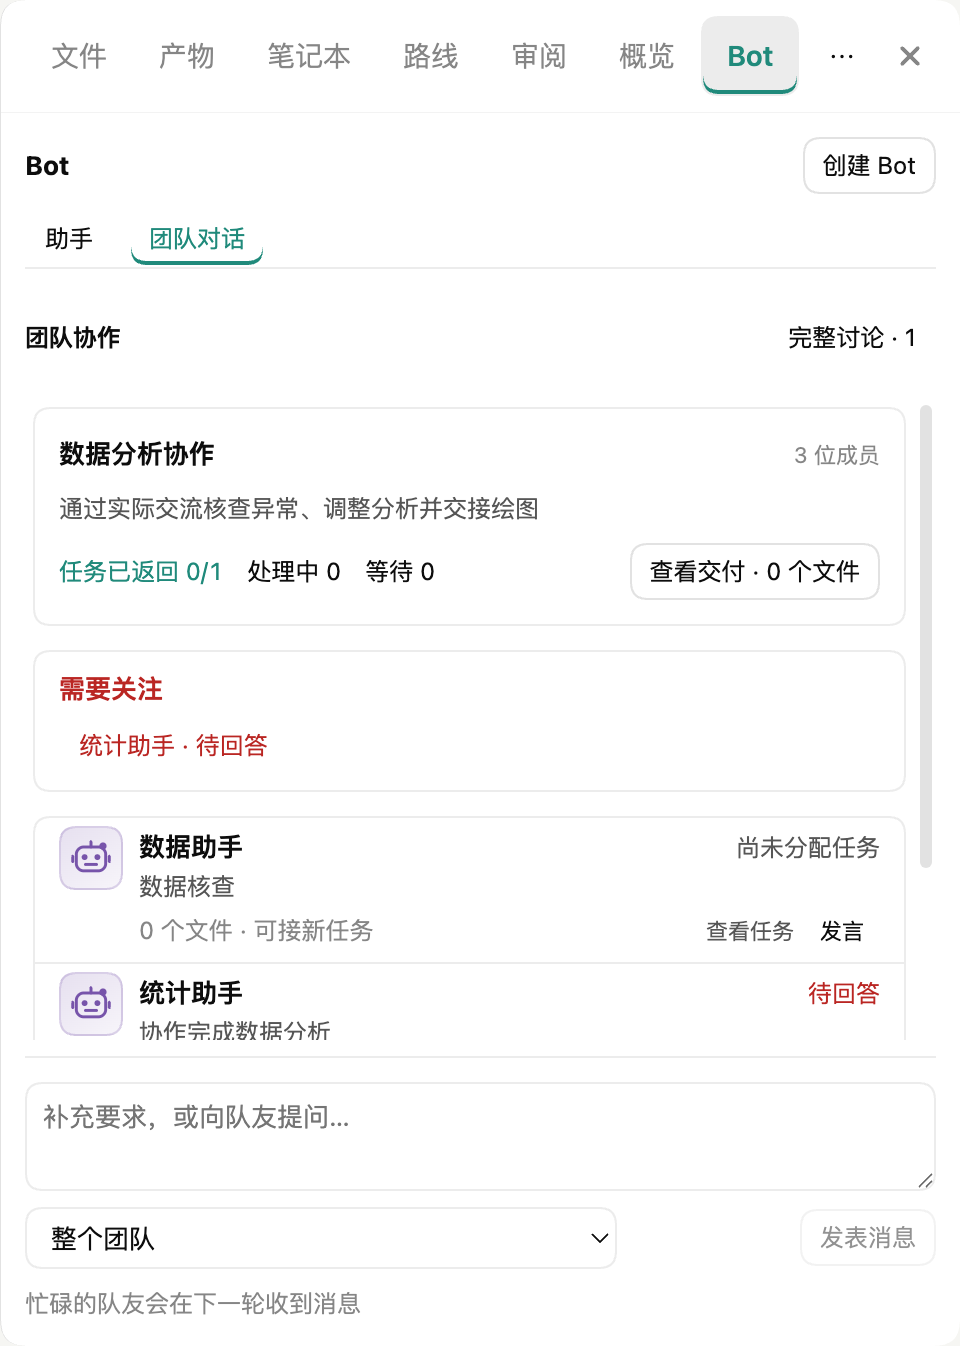 文件 产物 笔记本 路线 审阅 概览 Bot ··· ×
Bot 创建 Bot
助手 团队对话
团队协作 完整讨论 · 1
数据分析协作 3 位成员
通过实际交流核查异常、调整分析并交接绘图
任务已返回 0/1 处理中 0 等待 0 查看交付 · 0 个文件
需要关注
统计助手 · 待回答
数据助手 尚未分配任务
数据核查
0 个文件 · 可接新任务 查看任务 发言
统计助手 待回答
协作完成数据分析
补充要求，或向队友提问...
整个团队 发表消息
忙碌的队友会在下一轮收到消息